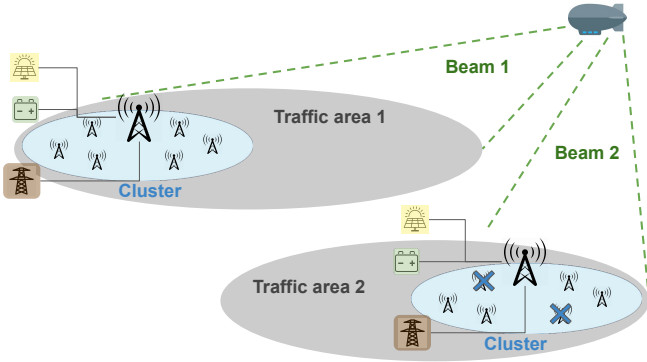 Beam 1
Traffic area 1
Beam 2
Cluster
Traffic area 2
Cluster